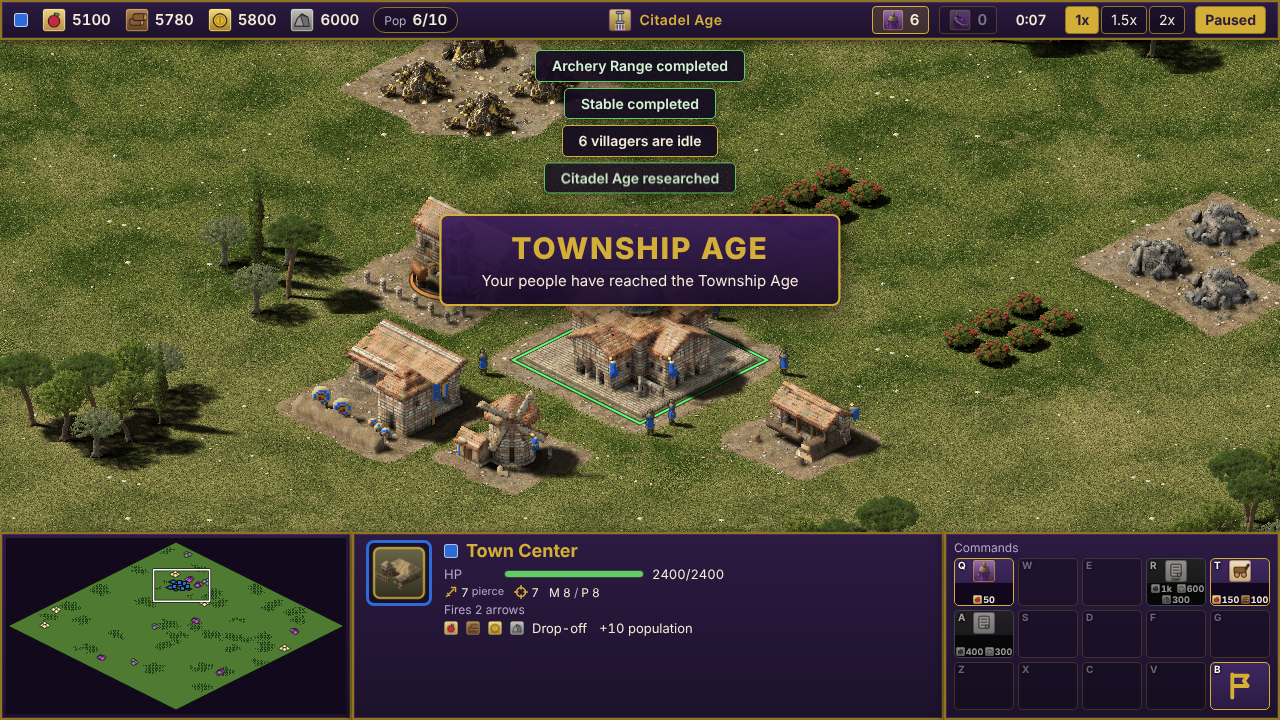 5100 5780 5800 6000 Pop 6/10 Citadel Age 6 0 0:07 1x 1.5x 2x Paused
Archery Range completed
Stable completed
6 villagers are idle
Citadel Age researched
TOWNSHIP AGE
Your people have reached the Township Age
Town Center
HP 2400/2400
7 pierce 7 M 8 / P 8
Fires 2 arrows
Drop-off +10 population
Commands
Q W E R T
50 1k 600 300 150 100
A S D F G
400 300
Z X C V B